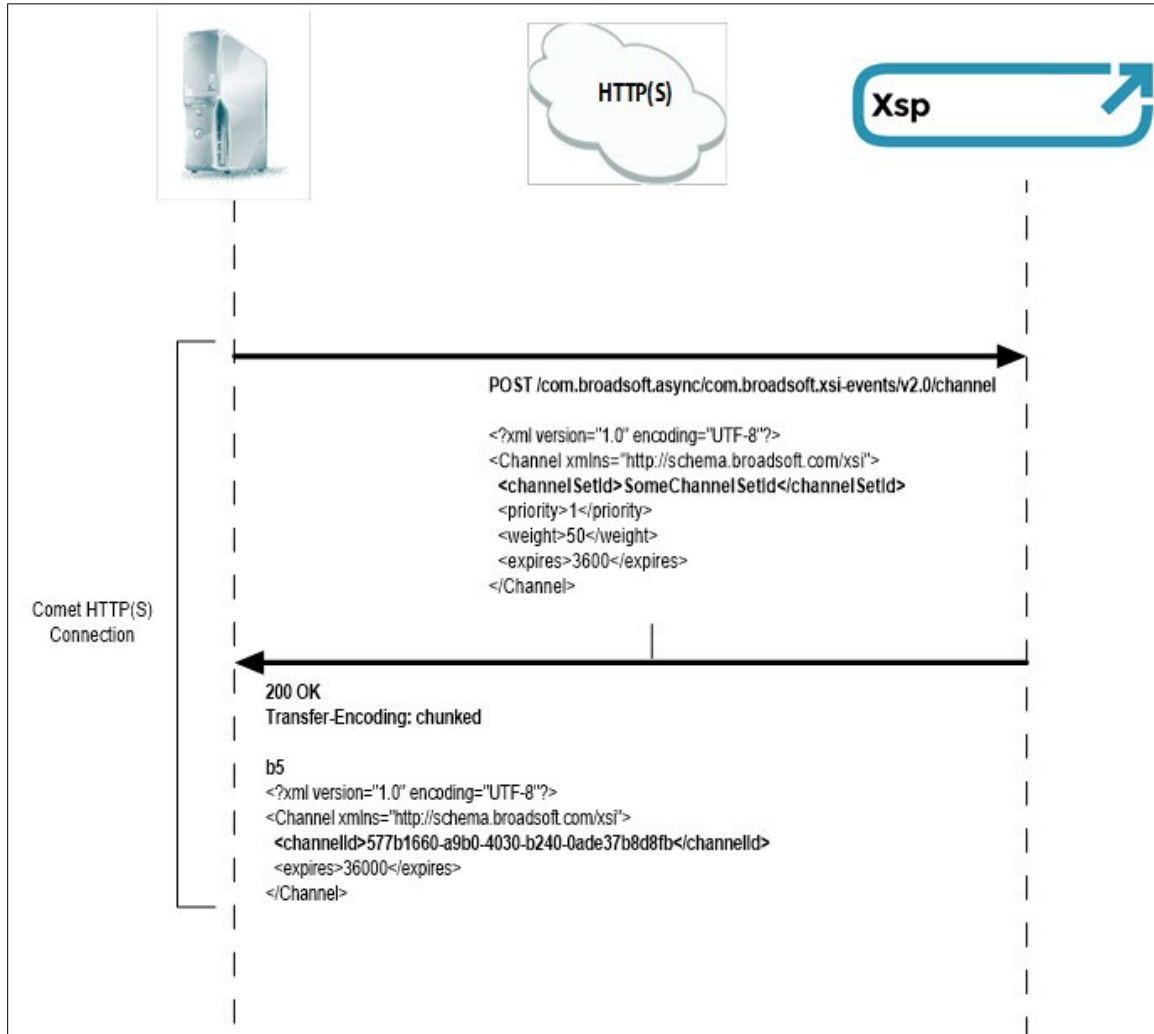 HTTP(S)
Xsp
POST /com.broadsoft.async/com.broadsoft.xsi-events/v2.0/channel
<?xml version="1.0" encoding="UTF-8"?>
<Channel xmlns="http://schema.broadsoft.com/xsi">
<channelSetId>SomeChannelSetId</channelSetId>
<priority>1</priority>
<weight>50</weight>
<expires>3600</expires>
</Channel>
Comet HTTP(S)
Connection
200 OK
Transfer-Encoding: chunked
b5
<?xml version="1.0" encoding="UTF-8"?>
<Channel xmlns="http://schema.broadsoft.com/xsi">
<channelId>577b1660-a9b0-4030-b240-0ade37b8d8fb</channelId>
<expires>36000</expires>
</Channel>